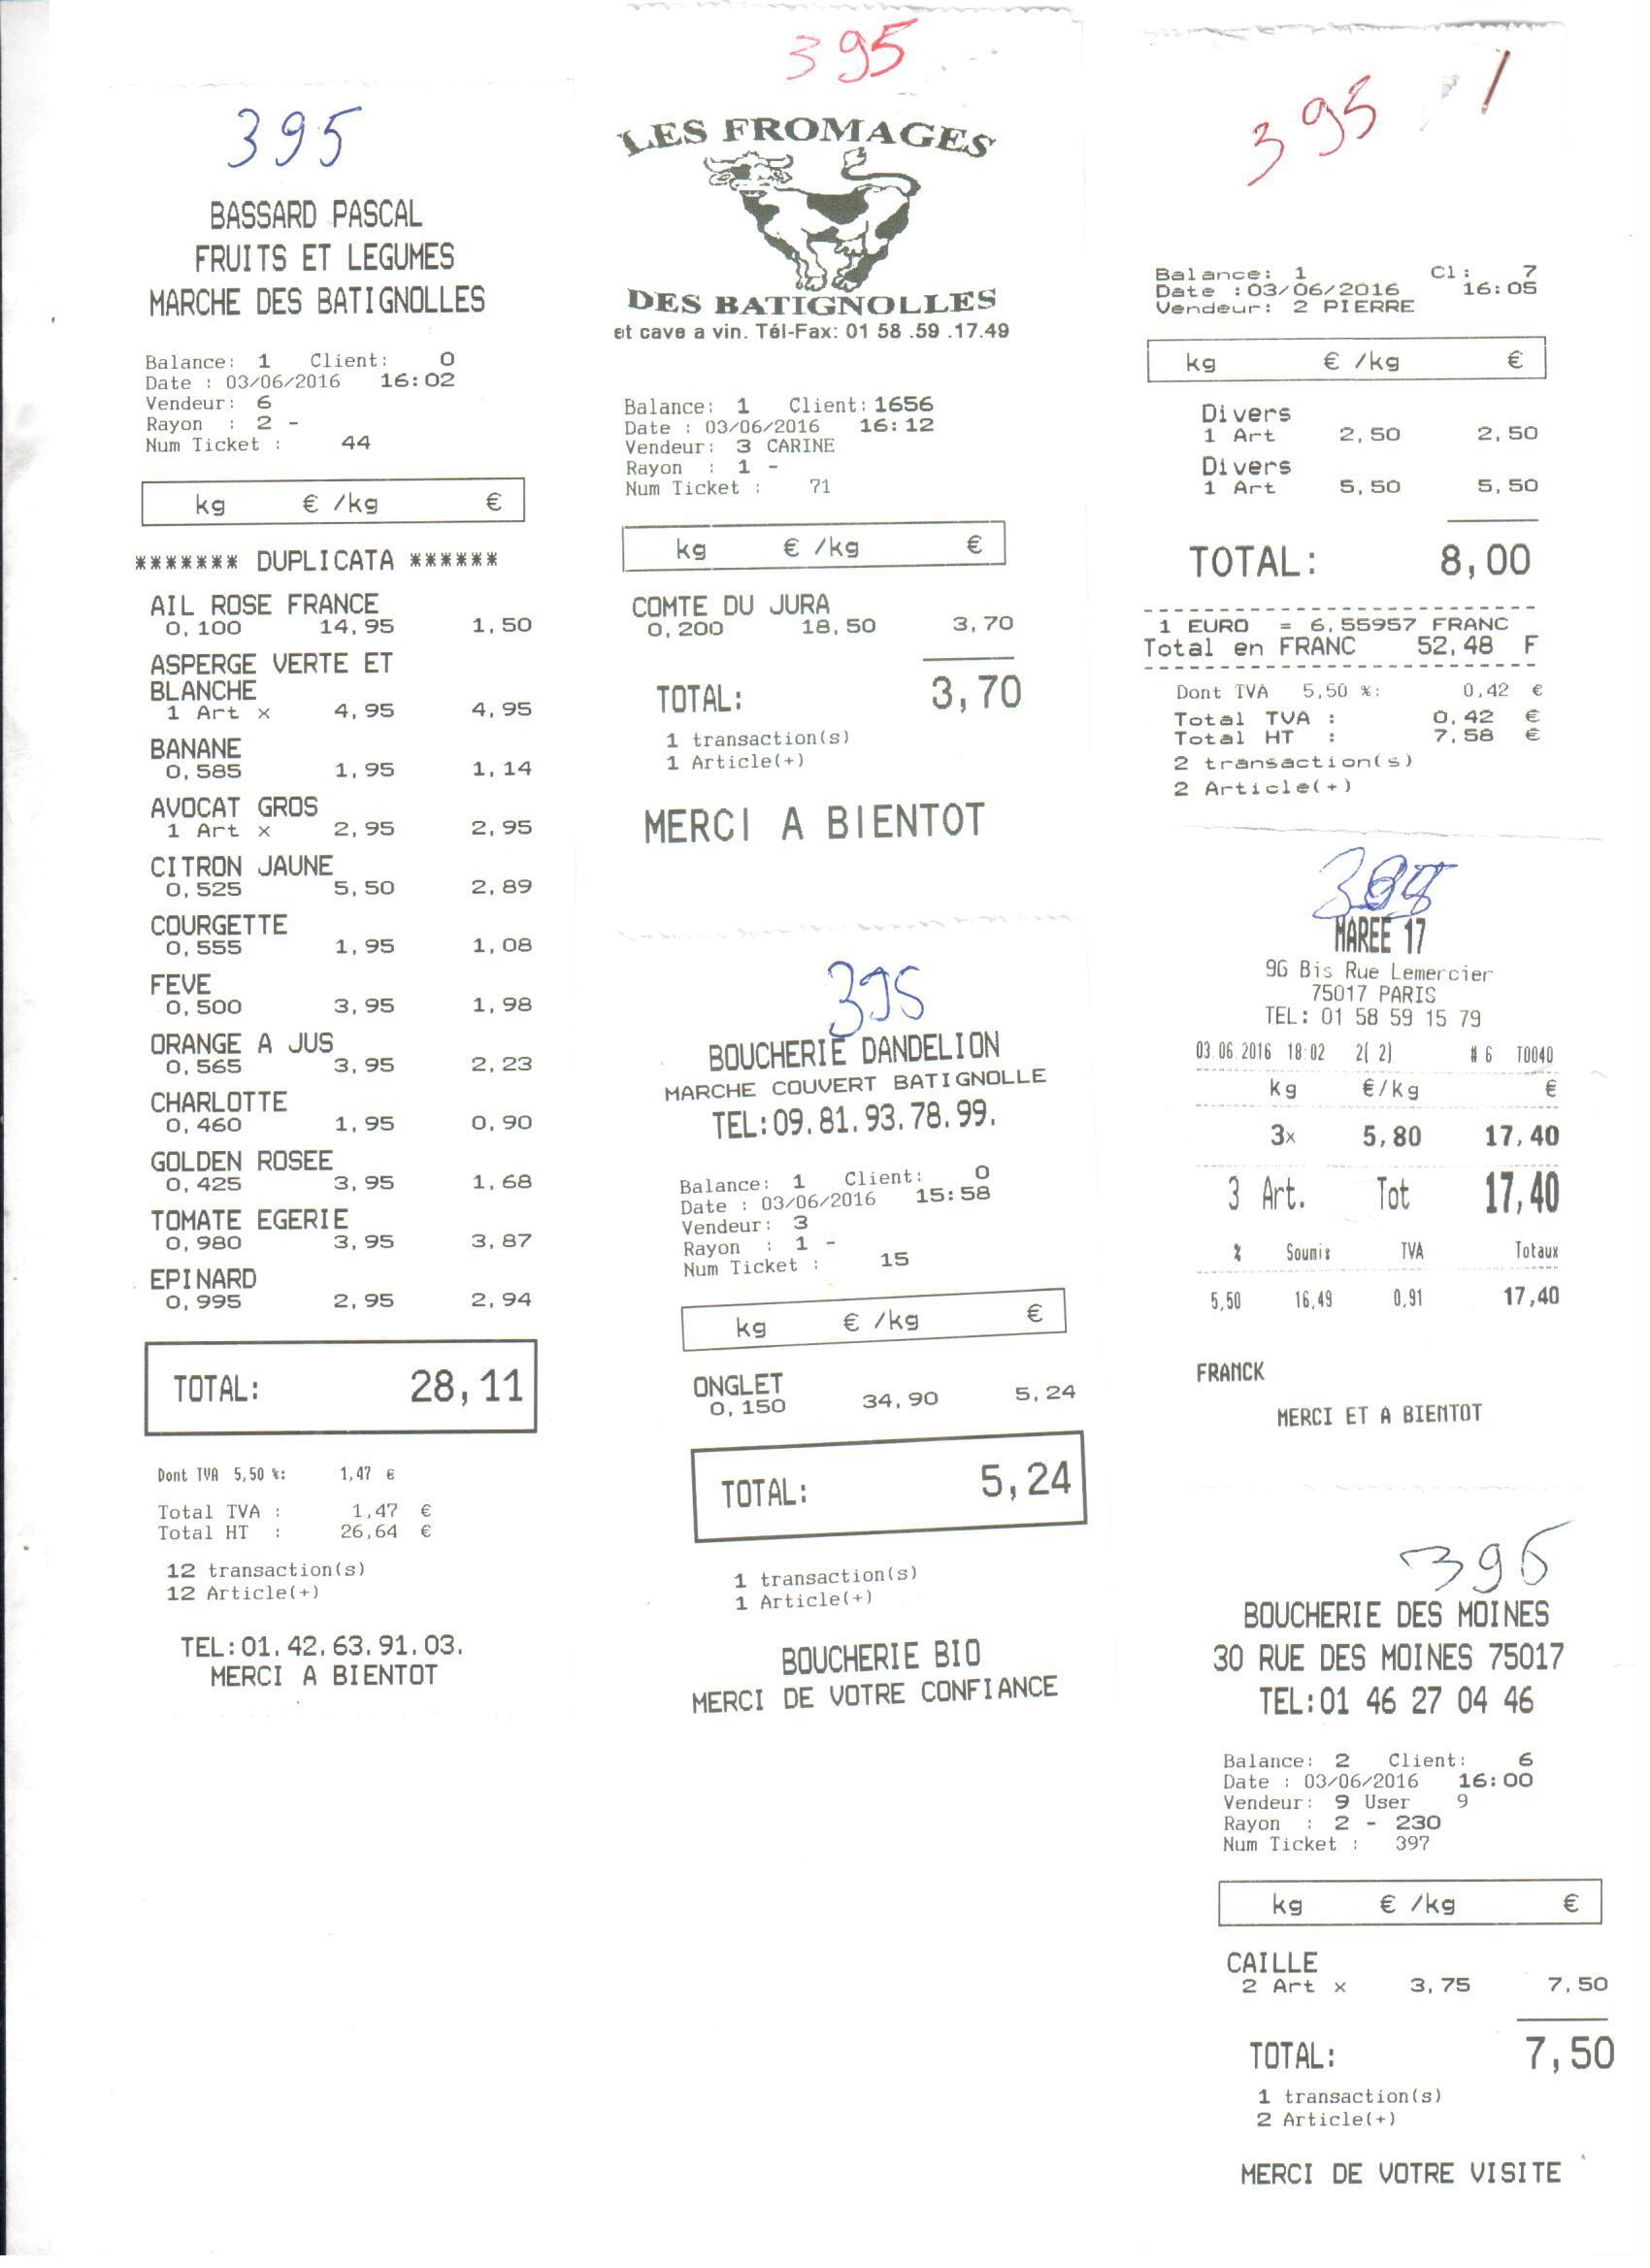 395
BASSARD PASCAL
FRUITS ET LEGUMES
MARCHE DES BATIGNOLLES
Balance: 1 Client: 0
Date : 03/06/2016 16:02
Vendeur: 6
Rayon : 2 -
Num Ticket : 44
kg € /kg €
******* DUPLICATA ******
AIL ROSE FRANCE
0,100 14,95 1,50
ASPERGE VERTE ET
BLANCHE
1 Art x 4,95 4,95
BANANE
0,585 1,95 1,14
AVOCAT GROS
1 Art x 2,95 2,95
CITRON JAUNE
0,525 5,50 2,89
COURGETTE
0,555 1,95 1,08
FEVE
0,500 3,95 1,98
ORANGE A JUS
0,565 3,95 2,23
CHARLOTTE
0,460 1,95 0,90
GOLDEN ROSEE
0,425 3,95 1,68
TOMATE EGERIE
0,980 3,95 3,87
EPINARD
0,995 2,95 2,94
TOTAL: 28,11
Dont TVA 5,50 %: 1,47 €
Total TVA : 1,47 €
Total HT : 26,64 €
12 transaction(s)
12 Article(+)
TEL:01.42.63.91.03.
MERCI A BIENTOT
395
LES FROMAGES
DES BATIGNOLLES
et cave a vin. Tél-Fax: 01 58 .59 .17.49
Balance: 1 Client:1656
Date : 03/06/2016 16:12
Vendeur: 3 CARINE
Rayon : 1 -
Num Ticket : 71
kg € /kg €
COMTE DU JURA
0,200 18,50 3,70
TOTAL: 3,70
1 transaction(s)
1 Article(+)
MERCI A BIENTOT
395
BOUCHERIE DANDELION
MARCHE COUVERT BATIGNOLLE
TEL:09.81.93.78.99.
Balance: 1 Client: 0
Date : 03/06/2016 15:58
Vendeur: 3
Rayon : 1 -
Num Ticket : 15
kg € /kg €
ONGLET
0,150 34,90 5,24
TOTAL: 5,24
1 transaction(s)
1 Article(+)
BOUCHERIE BIO
MERCI DE VOTRE CONFIANCE
395
Balance: 1 Cl: 7
Date :03/06/2016 16:05
Vendeur: 2 PIERRE
kg € /kg €
Divers
1 Art 2,50 2,50
Divers
1 Art 5,50 5,50
TOTAL: 8,00
1 EURO = 6,55957 FRANC
Total en FRANC 52,48 F
Dont TVA 5,50 %: 0,42 €
Total TVA : 0,42 €
Total HT : 7,58 €
2 transaction(s)
2 Article(+)
MAREE 17
96 Bis Rue Lemercier
75017 PARIS
TEL: 01 58 59 15 79
03.06.2016 18:02 2( 2) # 6 T0040
kg €/kg €
3x 5,80 17,40
3 Art. Tot 17,40
% Soumis TVA Totaux
5,50 16,49 0,91 17,40
FRANCK
MERCI ET A BIENTOT
396
BOUCHERIE DES MOINES
30 RUE DES MOINES 75017
TEL:01 46 27 04 46
Balance: 2 Client: 6
Date : 03/06/2016 16:00
Vendeur: 9 User 9
Rayon : 2 - 230
Num Ticket : 397
kg € /kg €
CAILLE
2 Art x 3,75 7,50
TOTAL: 7,50
1 transaction(s)
2 Article(+)
MERCI DE VOTRE VISITE